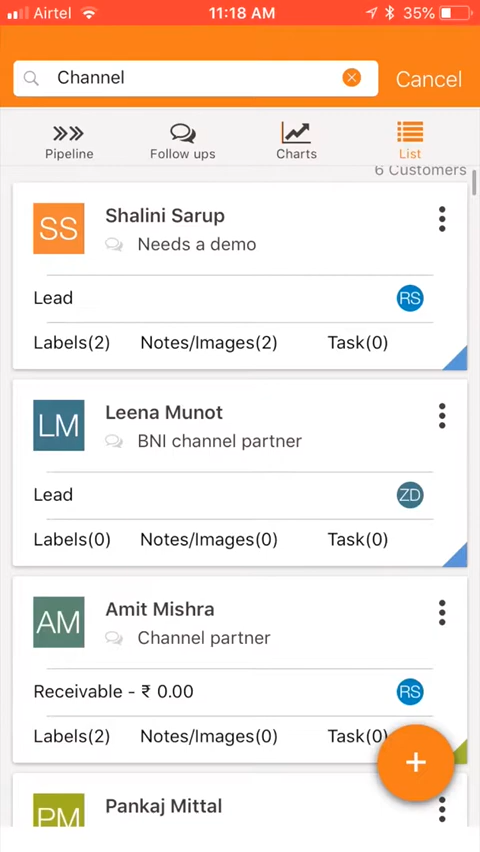 Airtel 11:18 AM 35%
Channel Cancel
Pipeline Follow ups Charts List
6 Customers
SS Shalini Sarup
Needs a demo
Lead RS
Labels(2) Notes/Images(2) Task(0)
LM Leena Munot
BNI channel partner
Lead ZD
Labels(0) Notes/Images(0) Task(0)
AM Amit Mishra
Channel partner
Receivable - ₹ 0.00 RS
Labels(2) Notes/Images(0) Task(0)
+
PM Pankaj Mittal